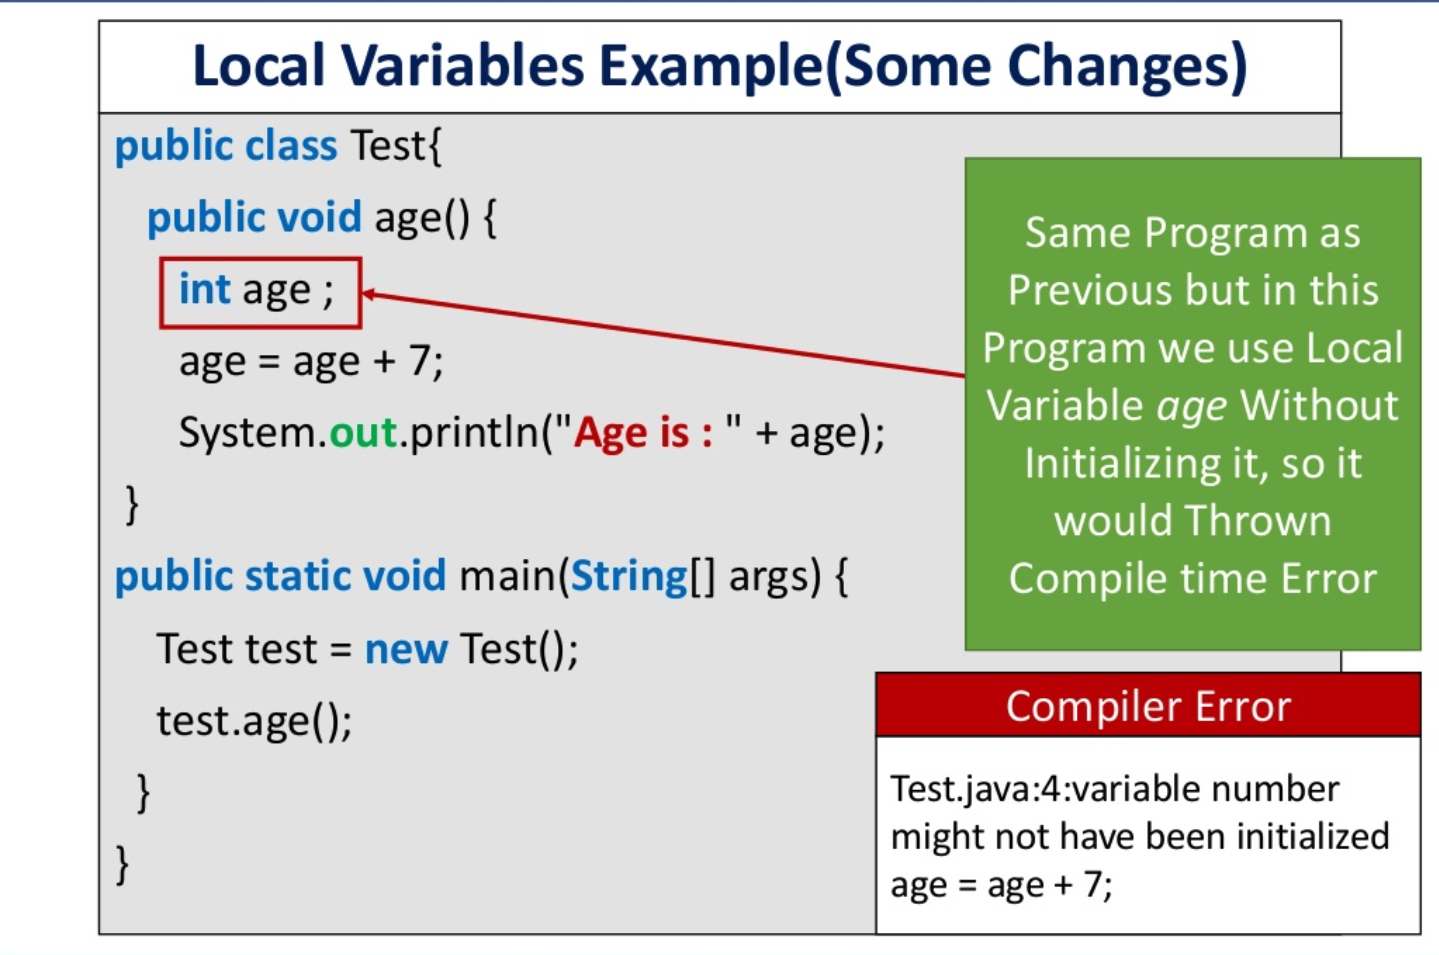 Local Variables Example(Some Changes)
public class Test{
public void age() {
int age ;
age = age + 7;
System.out.println("Age is : " + age);
}
public static void main(String[] args) {
Test test = new Test();
test.age();
}
}
Same Program as
Previous but in this
Program we use Local
Variable age Without
Initializing it, so it
would Thrown
Compile time Error
Compiler Error
Test.java:4:variable number
might not have been initialized
age = age + 7;